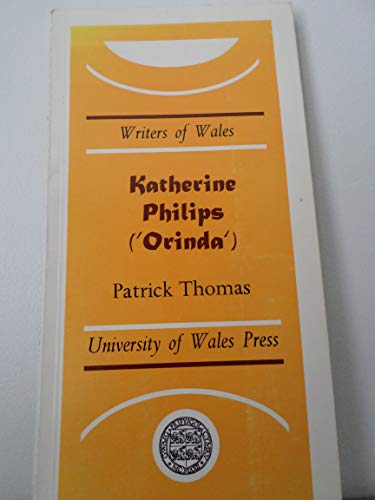 Writers of Wales
Katherine
Philips
('Orinda')
Patrick Thomas
University of Wales Press